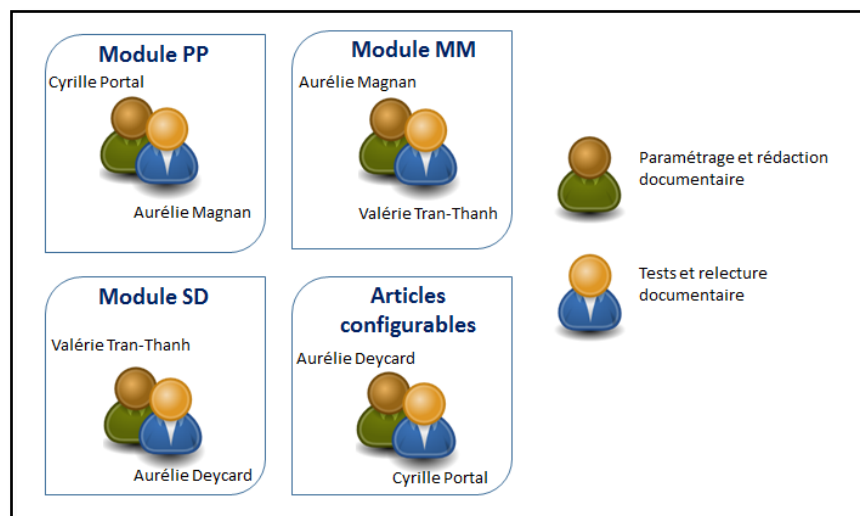 Module PP
Cyrille Portal
Aurélie Magnan
Module MM
Aurélie Magnan
Valérie Tran-Thanh
Paramétrage et rédaction
documentaire
Tests et relecture
documentaire
Module SD
Valérie Tran-Thanh
Aurélie Deycard
Articles
configurables
Aurélie Deycard
Cyrille Portal